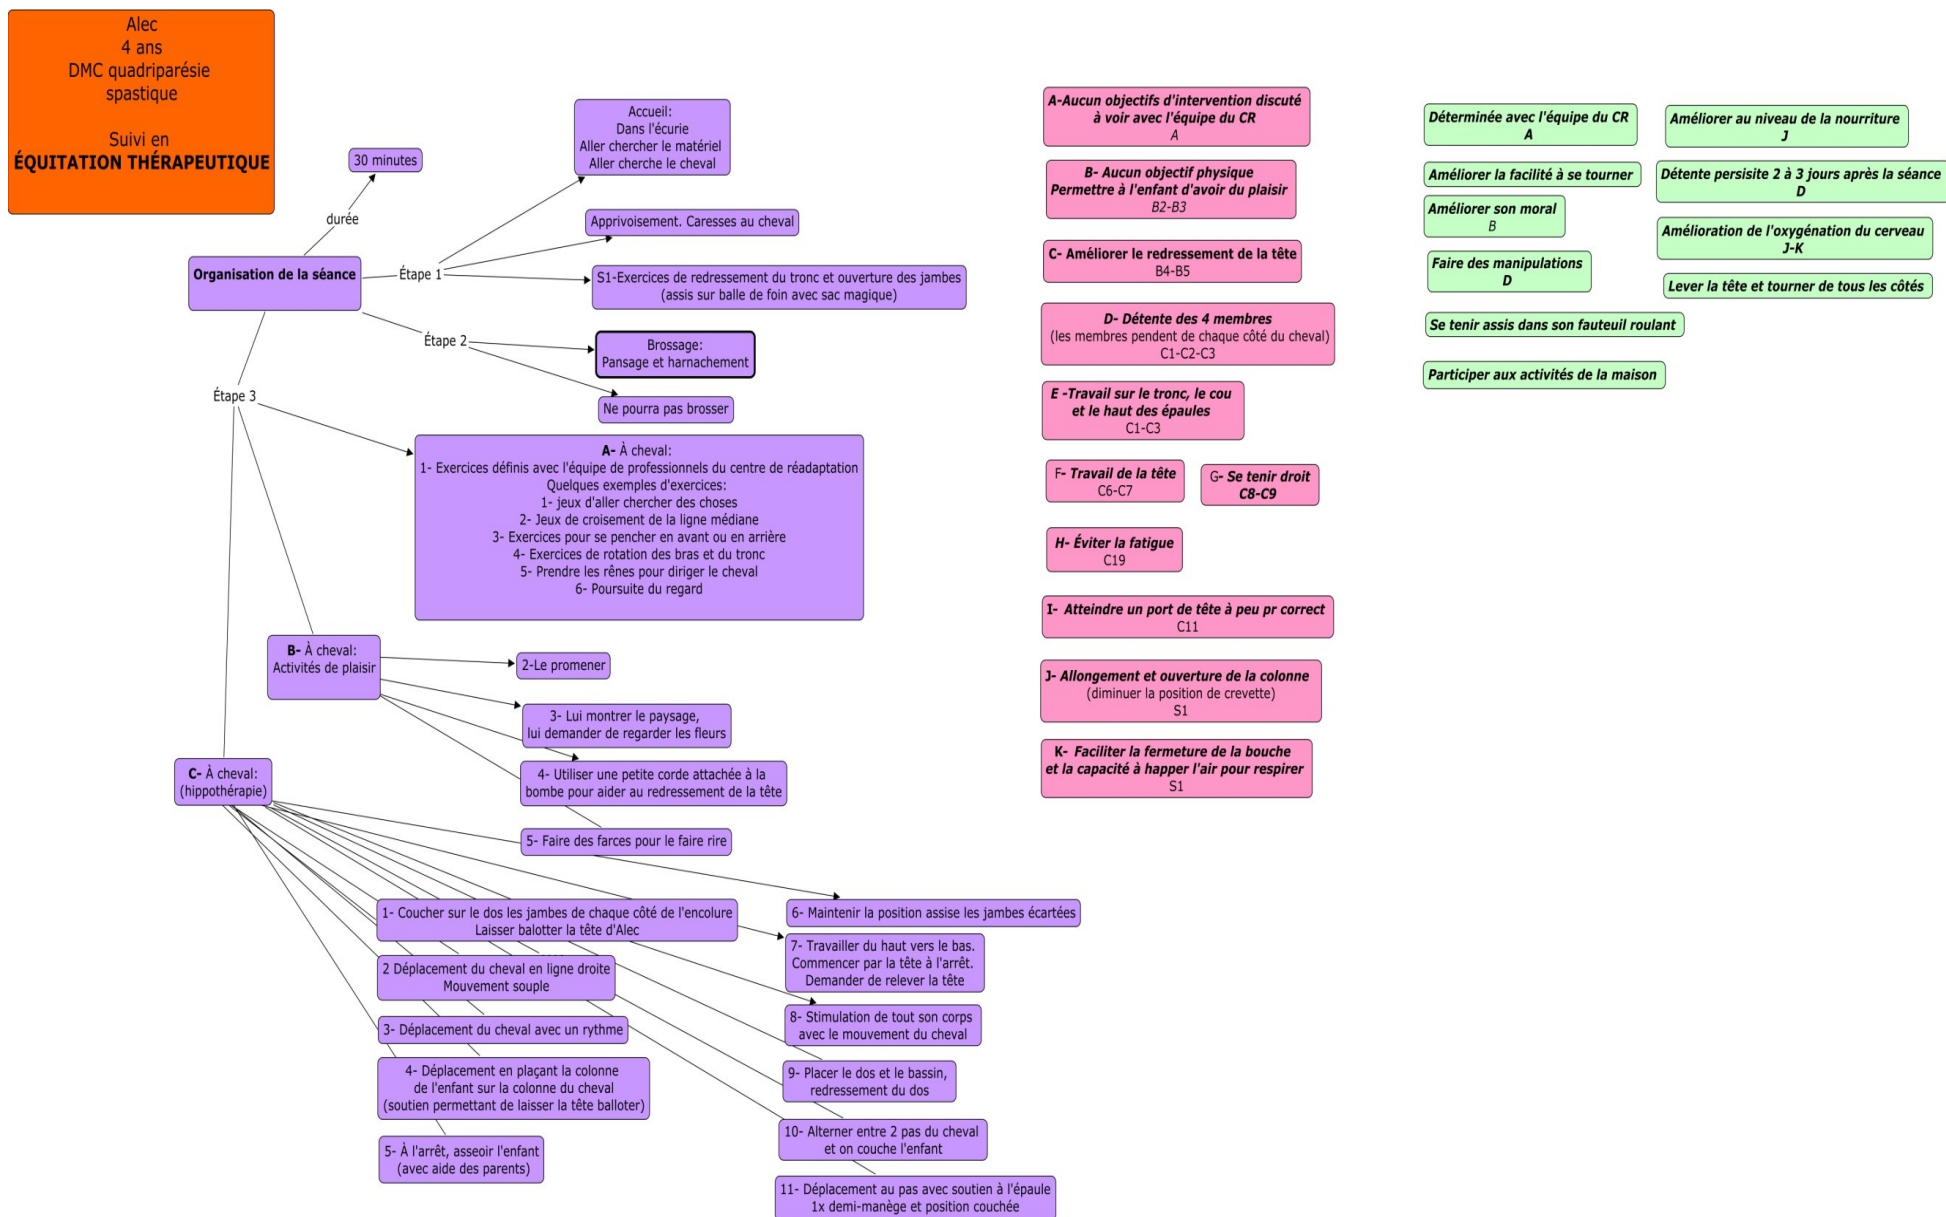 Alec
4 ans
DMC quadriparésie
spastique
Suivi en
ÉQUITATION THÉRAPEUTIQUE
30 minutes
durée
Organisation de la séance
Étape 1
Accueil:
Dans l'écurie
Aller chercher le matériel
Aller cherche le cheval
Apprivoisement. Caresses au cheval
S1-Exercices de redressement du tronc et ouverture des jambes
(assis sur balle de foin avec sac magique)
Étape 2
Brossage:
Pansage et harnachement
Ne pourra pas brosser
Étape 3
A- À cheval:
1- Exercices définis avec l'équipe de professionnels du centre de réadaptation
Quelques exemples d'exercices:
1- jeux d'aller chercher des choses
2- Jeux de croisement de la ligne médiane
3- Exercices pour se pencher en avant ou en arrière
4- Exercices de rotation des bras et du tronc
5- Prendre les rênes pour diriger le cheval
6- Poursuite du regard
B- À cheval:
Activités de plaisir
2-Le promener
3- Lui montrer le paysage,
lui demander de regarder les fleurs
4- Utiliser une petite corde attachée à la
bombe pour aider au redressement de la tête
5- Faire des farces pour le faire rire
C- À cheval:
(hippothérapie)
1- Coucher sur le dos les jambes de chaque côté de l'encolure
Laisser balotter la tête d'Alec
2 Déplacement du cheval en ligne droite
Mouvement souple
3- Déplacement du cheval avec un rythme
4- Déplacement en plaçant la colonne
de l'enfant sur la colonne du cheval
(soutien permettant de laisser la tête balloter)
5- À l'arrêt, asseoir l'enfant
(avec aide des parents)
6- Maintenir la position assise les jambes écartées
7- Travailler du haut vers le bas.
Commencer par la tête à l'arrêt.
Demander de relever la tête
8- Stimulation de tout son corps
avec le mouvement du cheval
9- Placer le dos et le bassin,
redressement du dos
10- Alterner entre 2 pas du cheval
et on couche l'enfant
11- Déplacement au pas avec soutien à l'épaule
1x demi-manège et position couchée
A-Aucun objectifs d'intervention discuté
à voir avec l'équipe du CR
A
B- Aucun objectif physique
Permettre à l'enfant d'avoir du plaisir
B2-B3
C- Améliorer le redressement de la tête
B4-B5
D- Détente des 4 membres
(les membres pendent de chaque côté du cheval)
C1-C2-C3
E -Travail sur le tronc, le cou
et le haut des épaules
C1-C3
F- Travail de la tête
C6-C7
G- Se tenir droit
C8-C9
H- Éviter la fatigue
C19
I- Atteindre un port de tête à peu pr correct
C11
J- Allongement et ouverture de la colonne
(diminuer la position de crevette)
S1
K- Faciliter la fermeture de la bouche
et la capacité à happer l'air pour respirer
S1
Déterminée avec l'équipe du CR
A
Améliorer la facilité à se tourner
Améliorer son moral
B
Faire des manipulations
D
Se tenir assis dans son fauteuil roulant
Participer aux activités de la maison
Améliorer au niveau de la nourriture
J
Détente persisite 2 à 3 jours après la séance
D
Amélioration de l'oxygénation du cerveau
J-K
Lever la tête et tourner de tous les côtés